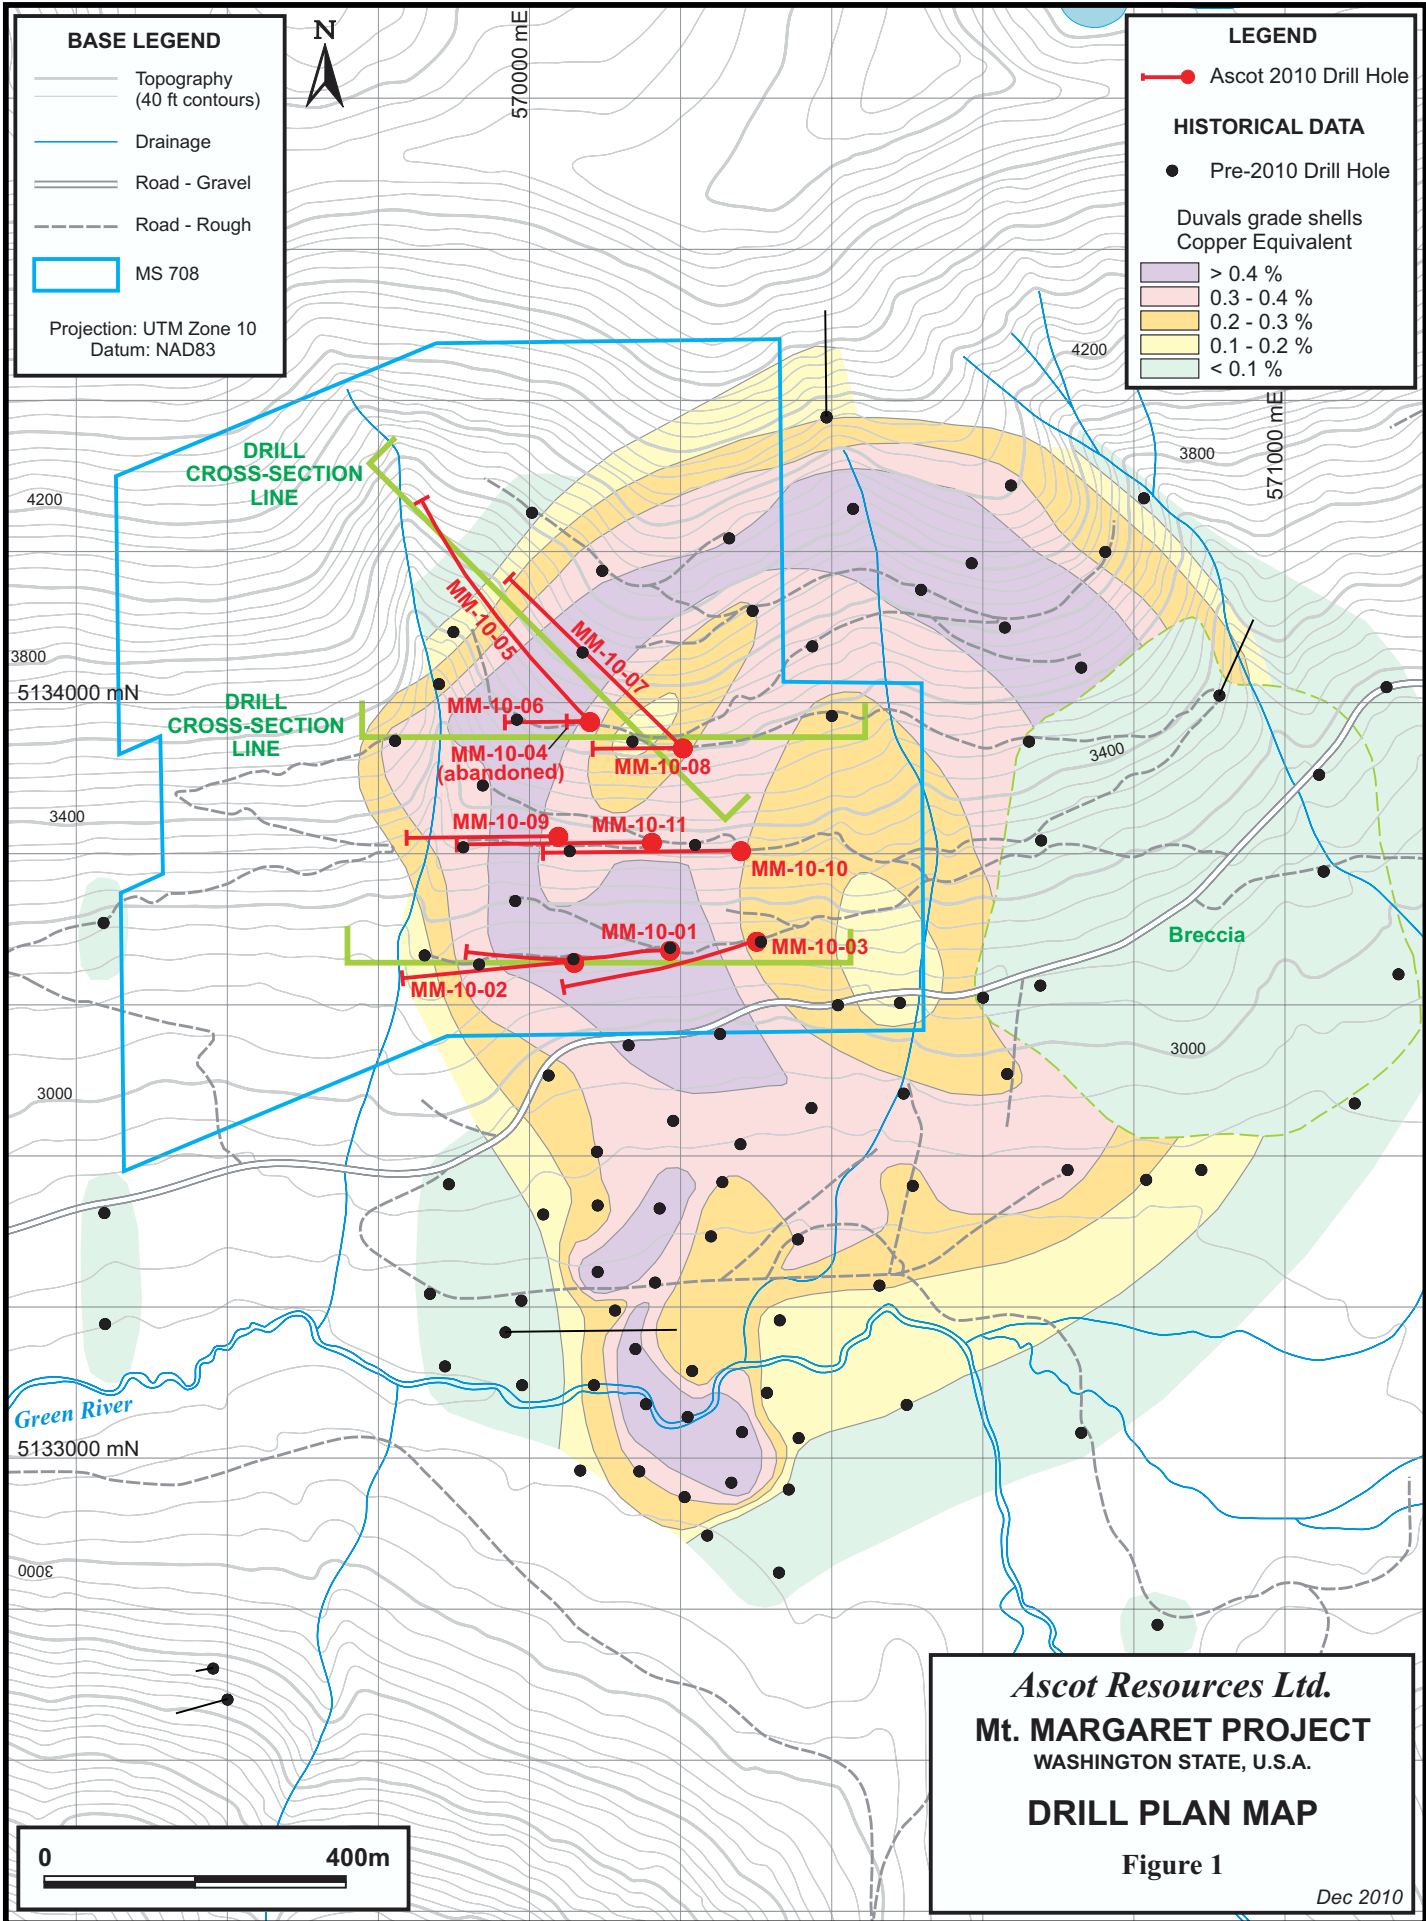 BASE LEGEND
Topography
(40 ft contours)
Drainage
Road - Gravel
Road - Rough
MS 708
Projection: UTM Zone 10
Datum: NAD83
N
570000 mE
LEGEND
Ascot 2010 Drill Hole
HISTORICAL DATA
Pre-2010 Drill Hole
Duvals grade shells
Copper Equivalent
> 0.4 %
0.3 - 0.4 %
0.2 - 0.3 %
0.1 - 0.2 %
< 0.1 %
4200
571000 mE
3800
DRILL
CROSS-SECTION
LINE
4200
MM-10-05
MM-10-07
3800
5134000 mN
DRILL
CROSS-SECTION
LINE
MM-10-06
MM-10-04
(abandoned)
MM-10-08
3400
3400
MM-10-09
MM-10-11
MM-10-10
MM-10-01
MM-10-03
Breccia
MM-10-02
3000
3000
Green River
5133000 mN
3000
Ascot Resources Ltd.
Mt. MARGARET PROJECT
WASHINGTON STATE, U.S.A.
DRILL PLAN MAP
Figure 1
Dec 2010
0 400m